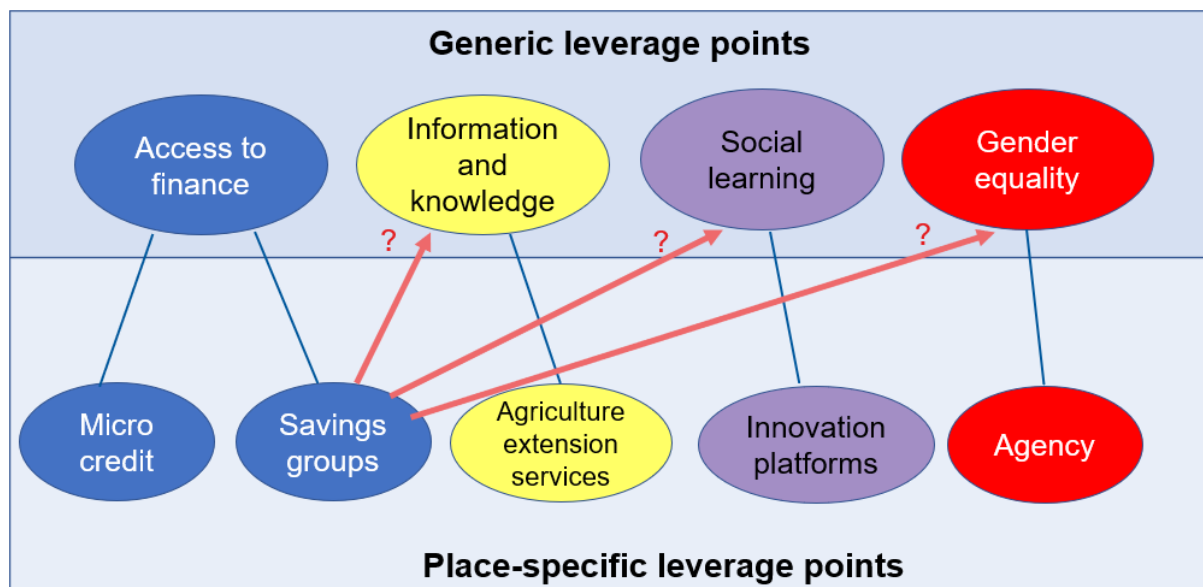 Generic leverage points
Access to
finance
Information
and
knowledge
Social
learning
Gender
equality
?
?
?
Micro
credit
Savings
groups
Agriculture
extension
services
Innovation
platforms
Agency
Place-specific leverage points